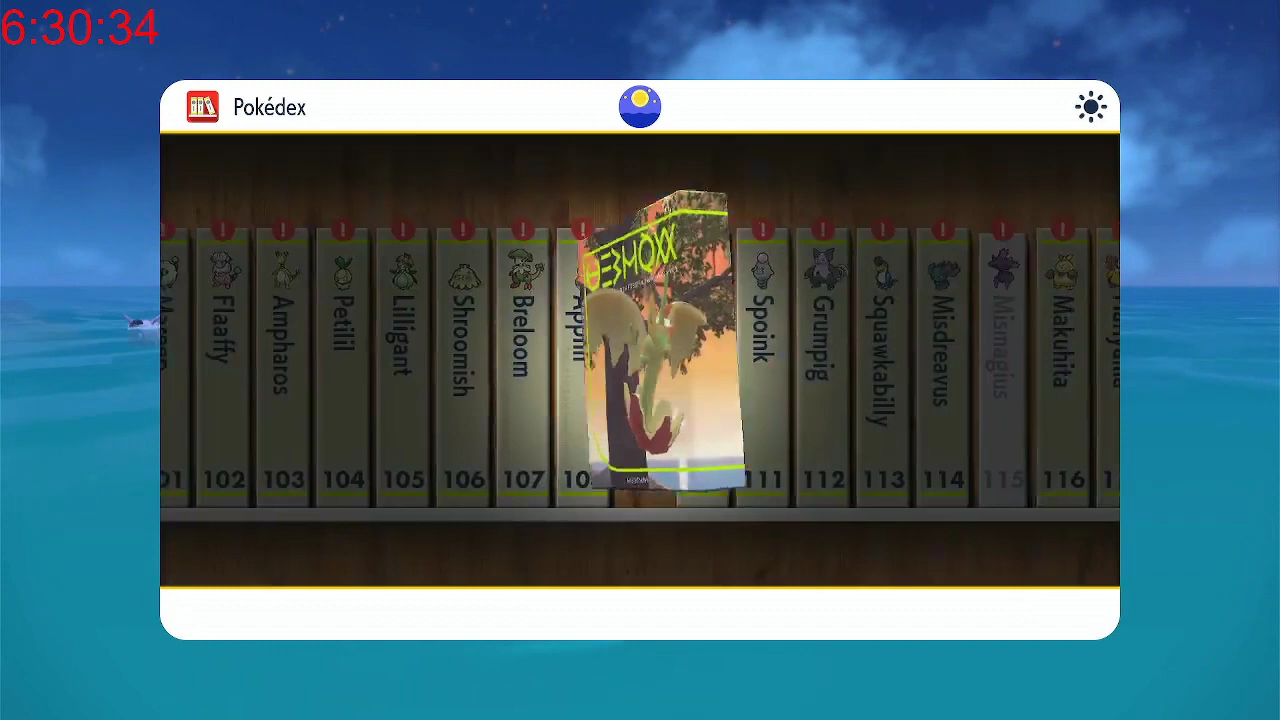 6:30:34
Pokédex
Flaaffy
Ampharos
Petilil
Lilligant
Shroomish
Breloom
Spoink
Grumpig
Squawkabilly
Misdreavus
Mismagius
Makuhita
102
103
104
105
106
107
111
112
113
114
115
116